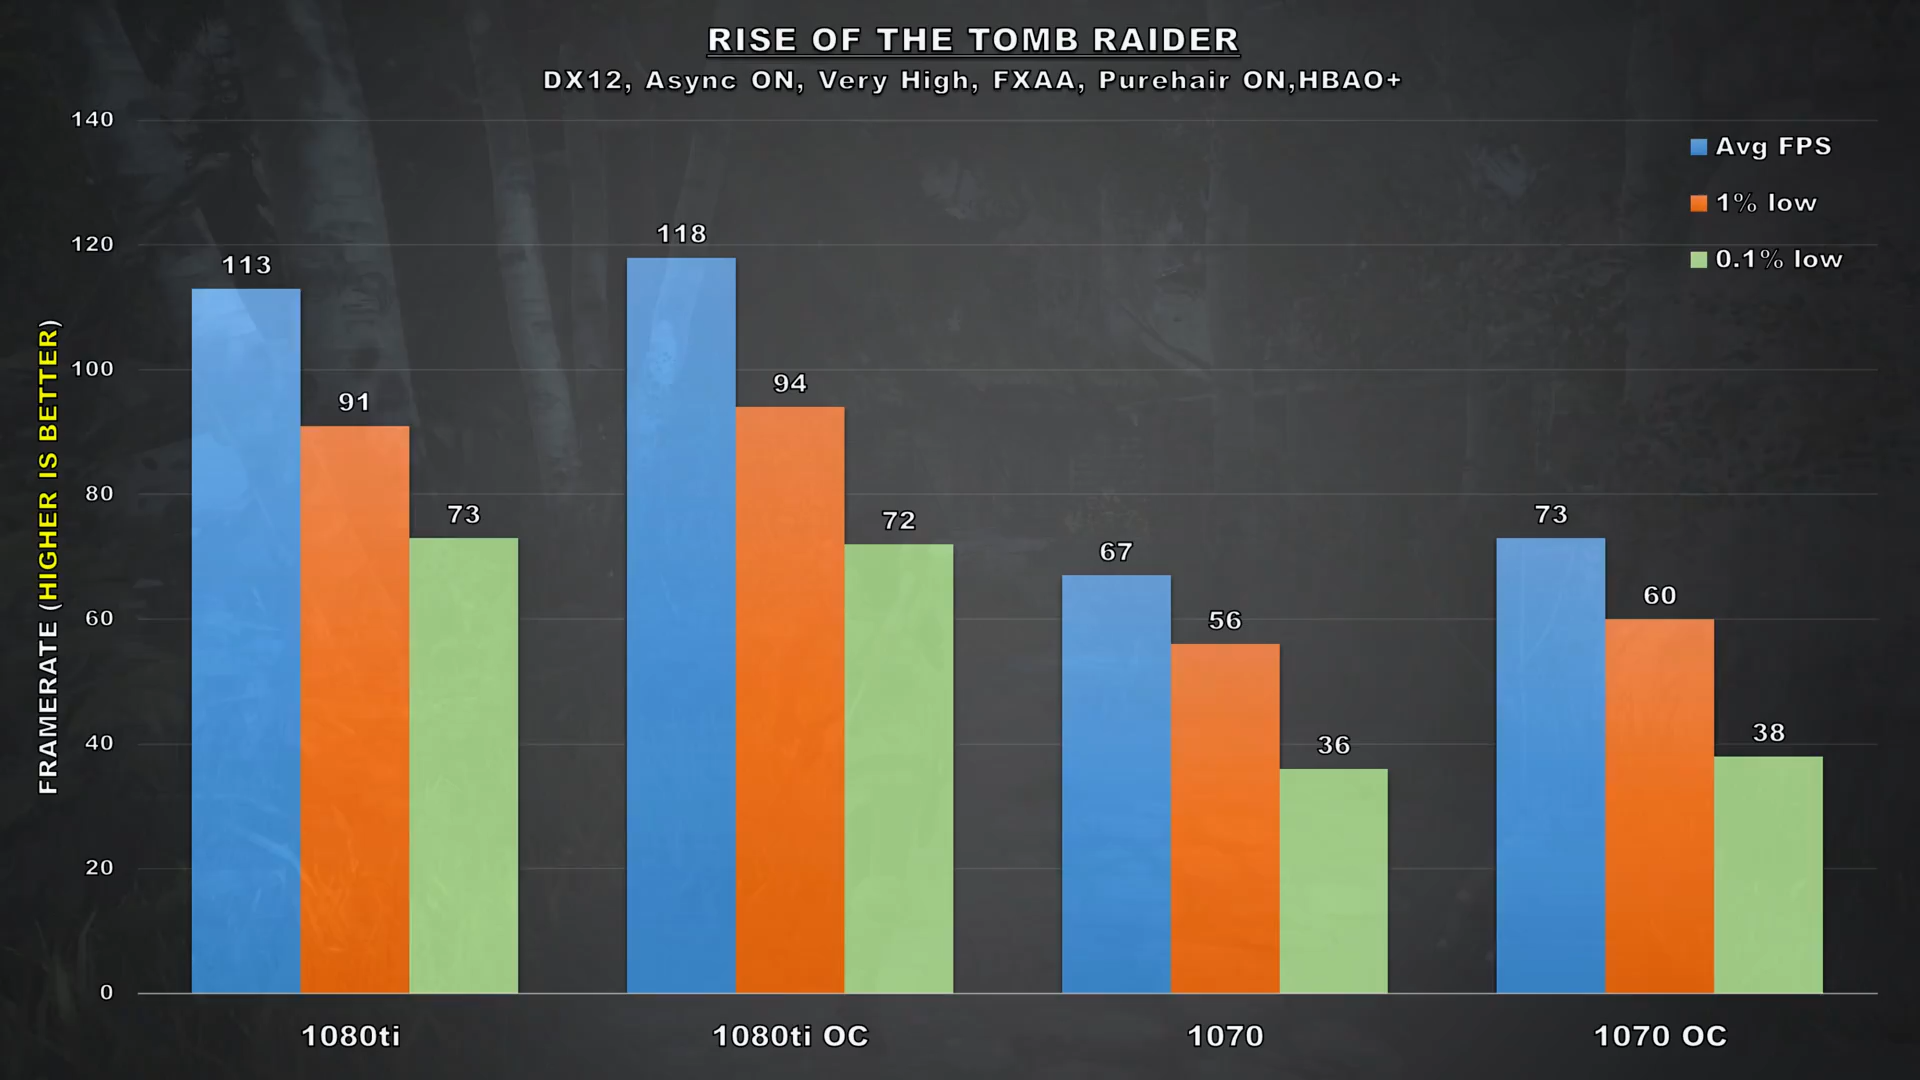 RISE OF THE TOMB RAIDER
DX12, Async ON, Very High, FXAA, Purehair ON,HBAO+
FRAMERATE (HIGHER IS BETTER)
140
120
100
80
60
40
20
0
Avg FPS
1% low
0.1% low
113
91
73
118
94
72
67
56
36
73
60
38
1080ti
1080ti OC
1070
1070 OC